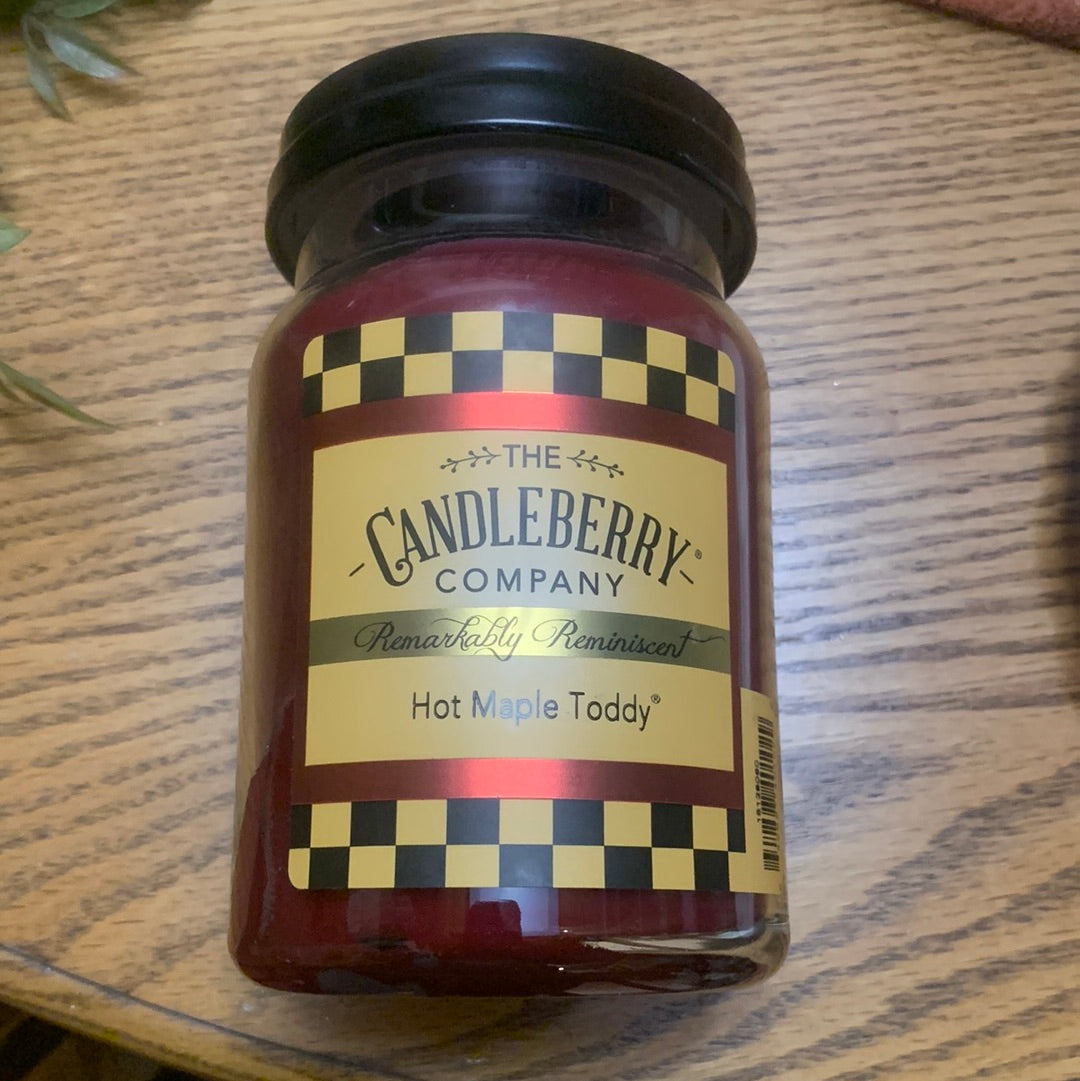 THE
CANDLEBERRY®
COMPANY
Remarkably Reminiscent
Hot Maple Toddy®